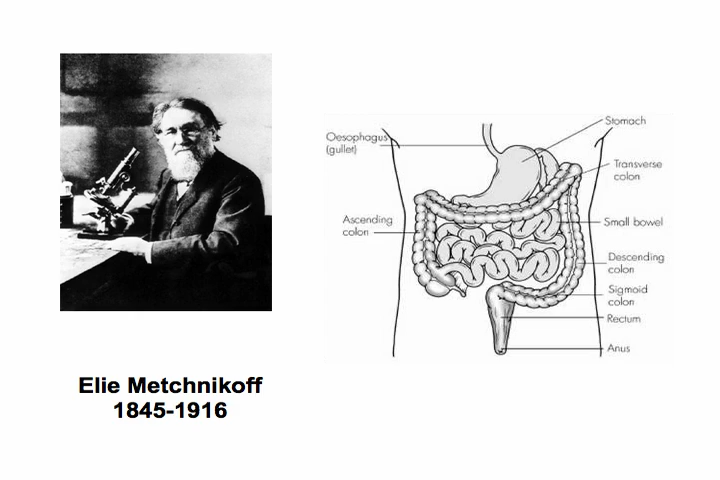 Oesophagus
(gullet)
Stomach
Transverse
colon
Ascending
colon
Small bowel
Descending
colon
Sigmoid
colon
Rectum
Anus
Elie Metchnikoff
1845-1916